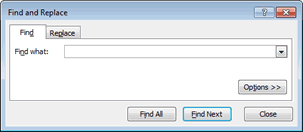 Find and Replace
Find Replace
Find what:
Options >>
Find All Find Next Close